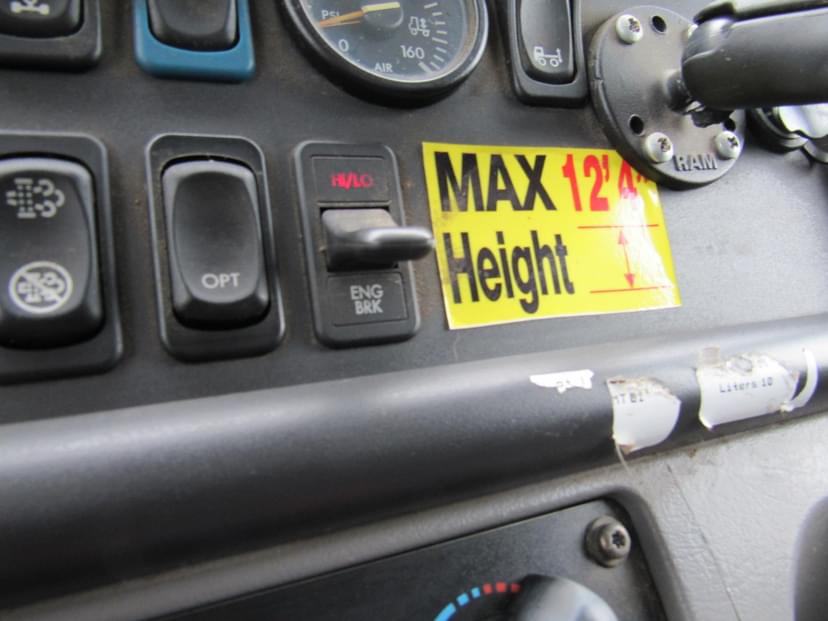 PSI
0 160
AIR
RAM
OPT
HI/LO
ENG
BRK
MAX 12' 4"
Height
Liters 10